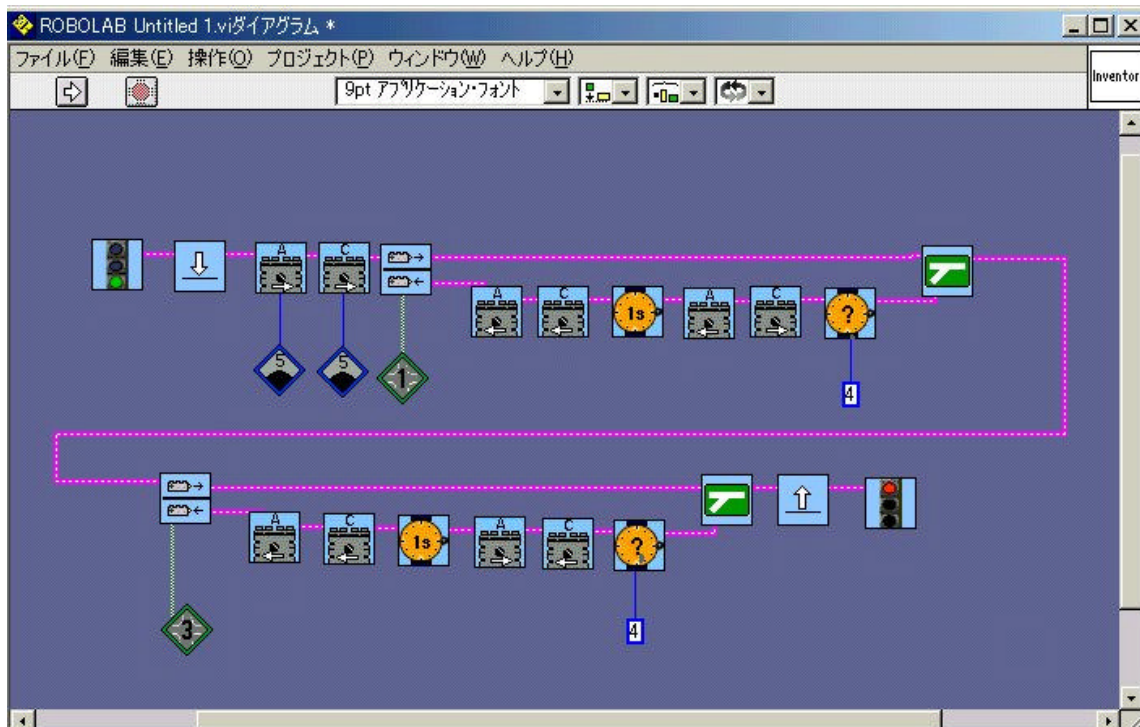 ROBOLAB Untitled 1.viダイアグラム *
ファイル(F) 編集(E) 操作(O) プロジェクト(P) ウィンドウ(W) ヘルプ(H)
9pt アプリケーション・フォント
Inventor
A C
A C 1s A C ?
5 5 1
4
A C 1s A C ?
3
4